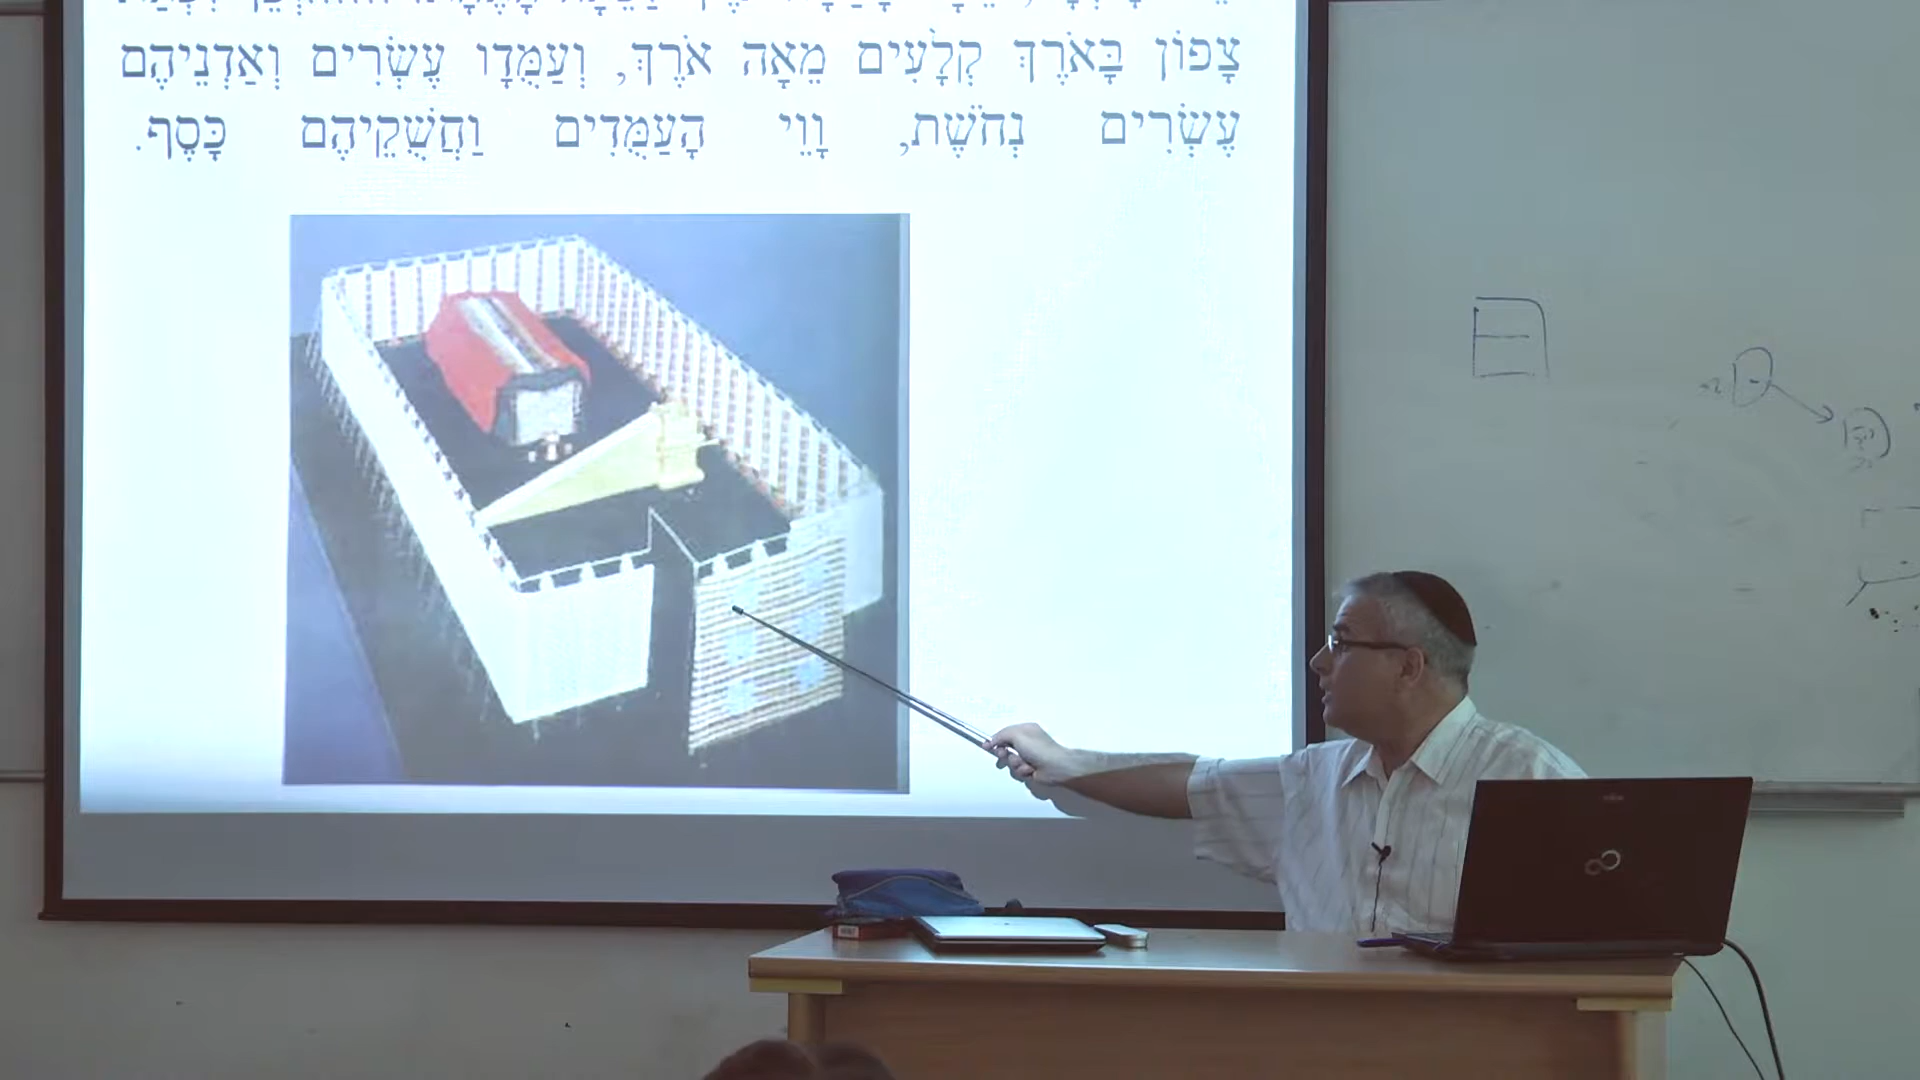 צָפוֹן בָּאֹרֶךְ קְלָעִים מֵאָה אֹרֶךְ, וְעַמֻּדָו עֶשְׂרִים וְאַדְנֵיהֶם
עֶשְׂרִים נְחֹשֶׁת, וָוֵי הָעַמֻּדִים וַחֲשֻׁקֵיהֶם כָּסֶף.